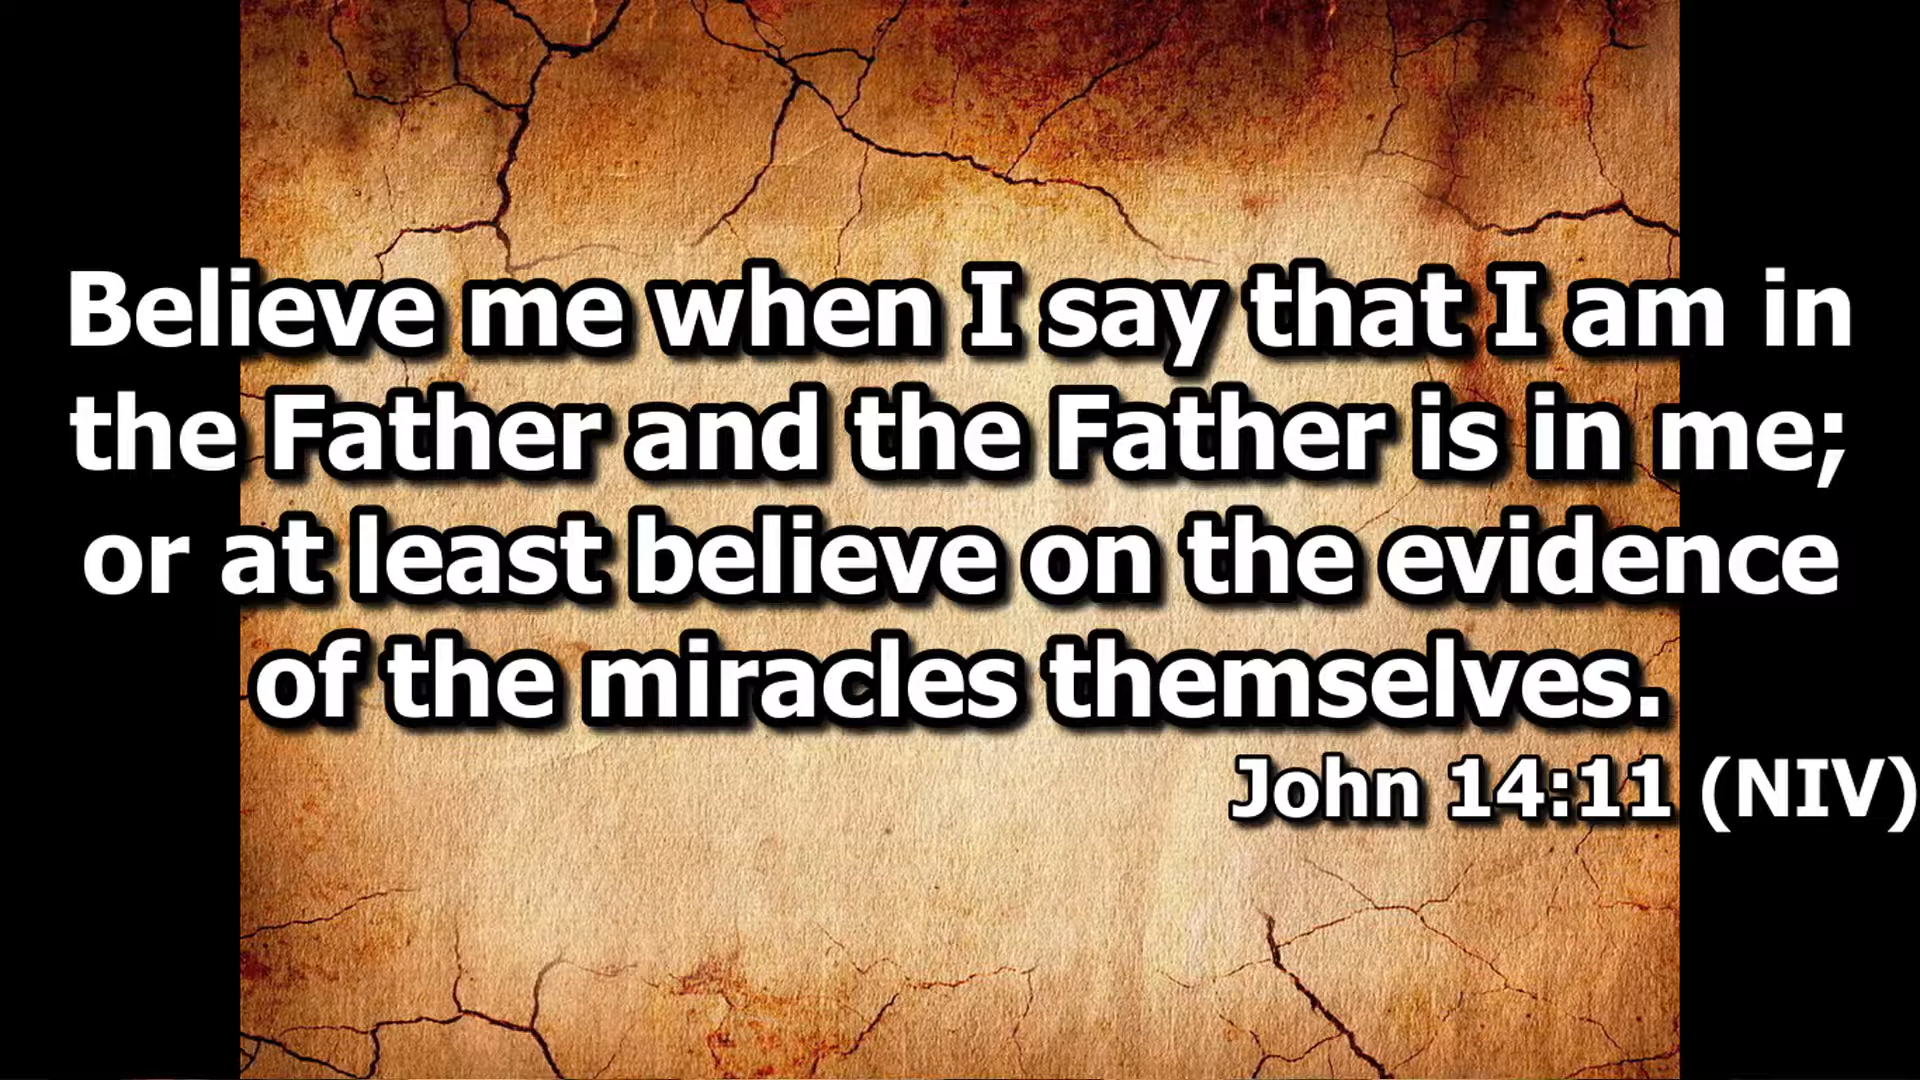 Believe me when I say that I am in
the Father and the Father is in me;
or at least believe on the evidence
of the miracles themselves.
John 14:11 (NIV)